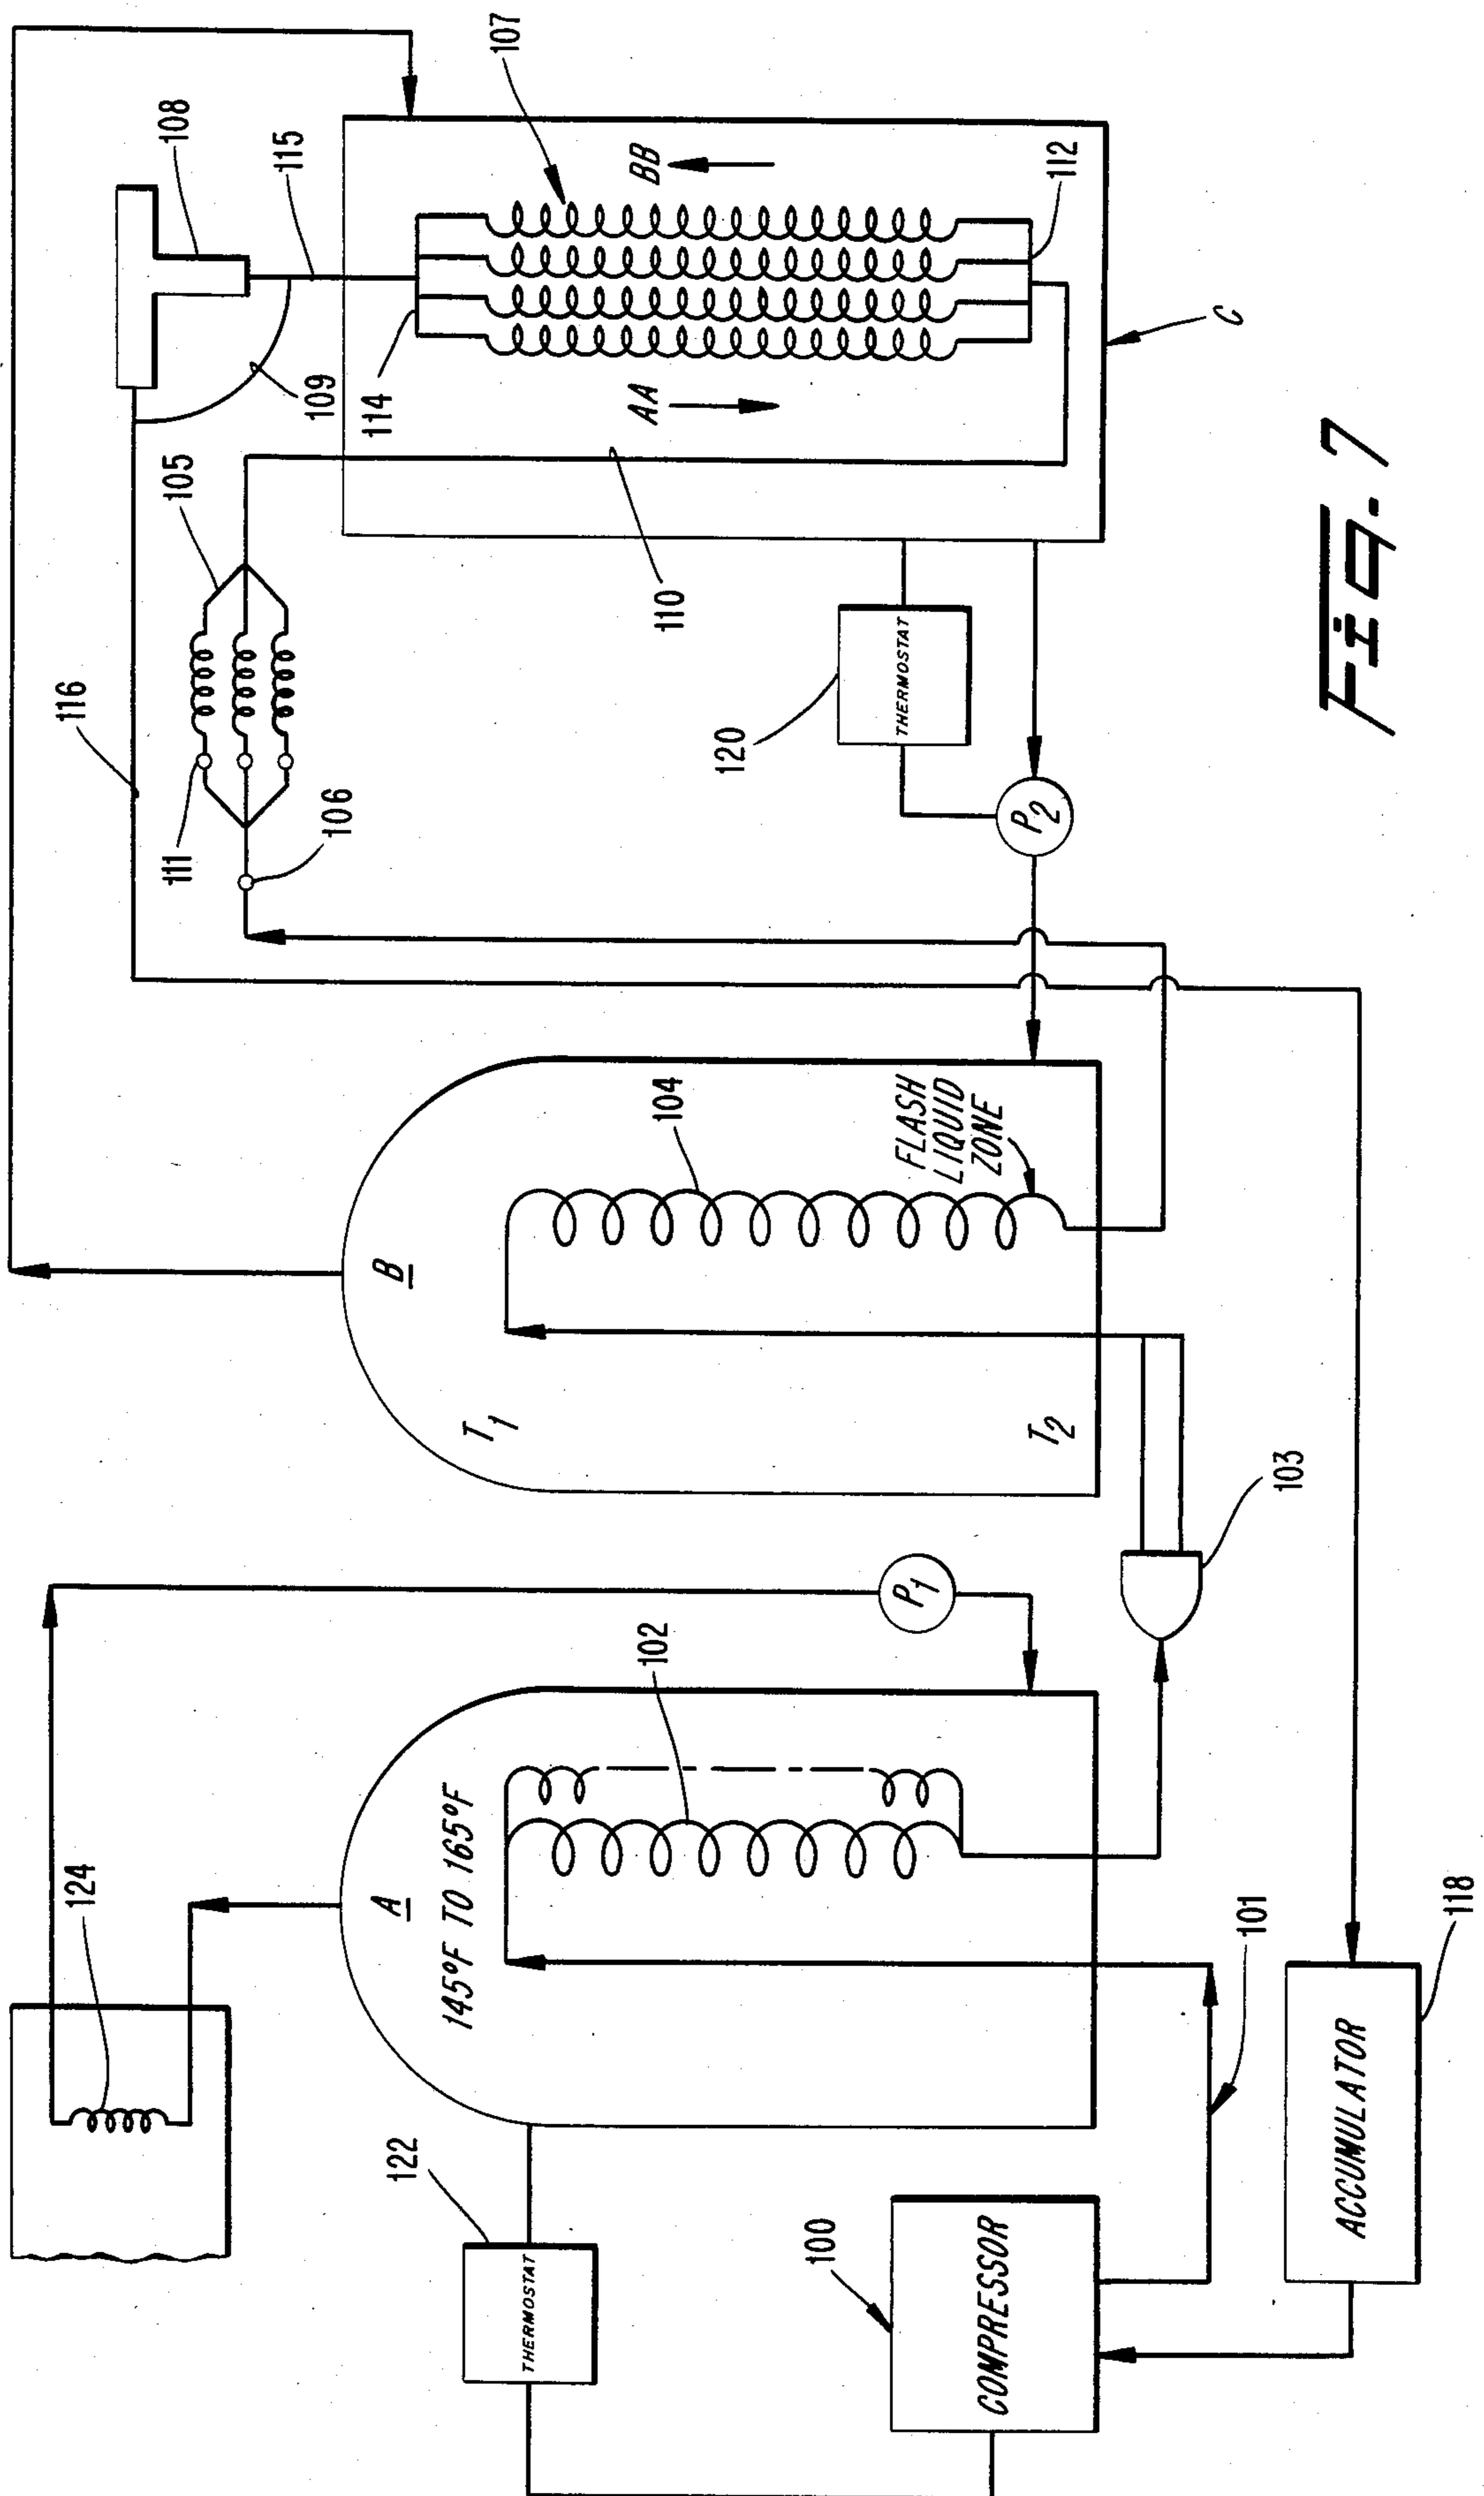 124
A
145°F TO 165°F
102
122
THERMOSTAT
100
COMPRESSOR
101
ACCUMULATOR
118
P1
103
B
T1
T2
104
FLASH
LIQUID
ZONE
116
111
106
105
109
108
115
114
107
AA
BB
110
112
120
THERMOSTAT
P2
C
FIG. 7